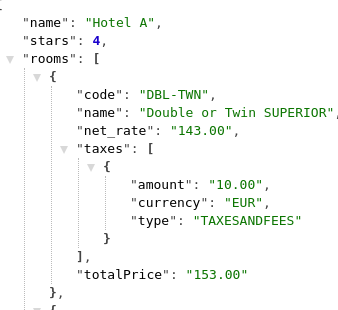 "name": "Hotel A",
"stars": 4,
"rooms": [
{
"code": "DBL-TWN",
"name": "Double or Twin SUPERIOR",
"net_rate": "143.00",
"taxes": [
{
"amount": "10.00",
"currency": "EUR",
"type": "TAXESANDFEES"
}
],
"totalPrice": "153.00"
},
{